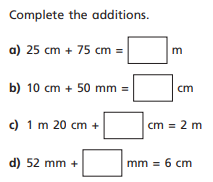 Complete the additions.
a) 25 cm + 75 cm = m
b) 10 cm + 50 mm = cm
c) 1 m 20 cm + cm = 2 m
d) 52 mm + mm = 6 cm